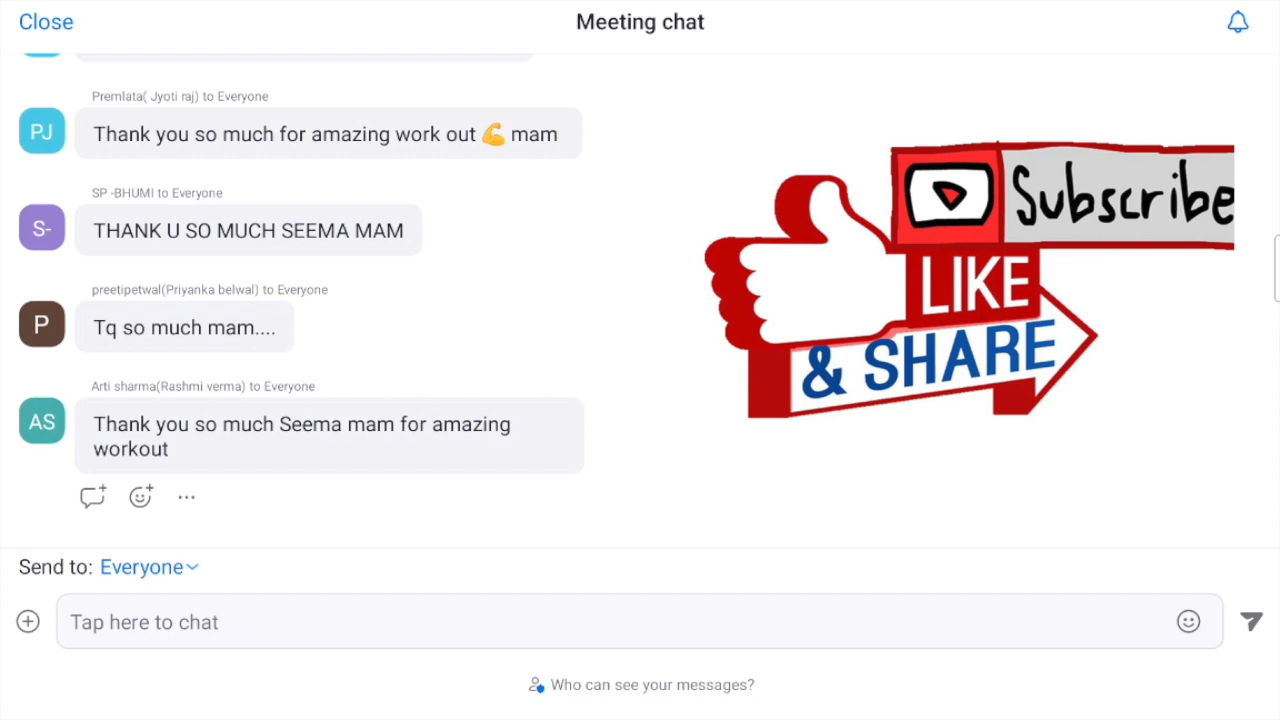 Close
Meeting chat
Premlata( Jyoti raj) to Everyone
PJ
Thank you so much for amazing work out 💪 mam
SP -BHUMI to Everyone
S-
THANK U SO MUCH SEEMA MAM
preetipetwal(Priyanka belwal) to Everyone
P
Tq so much mam....
Arti sharma(Rashmi verma) to Everyone
AS
Thank you so much Seema mam for amazing
workout
Subscribe
LIKE
& SHARE
Send to: Everyone
Tap here to chat
Who can see your messages?